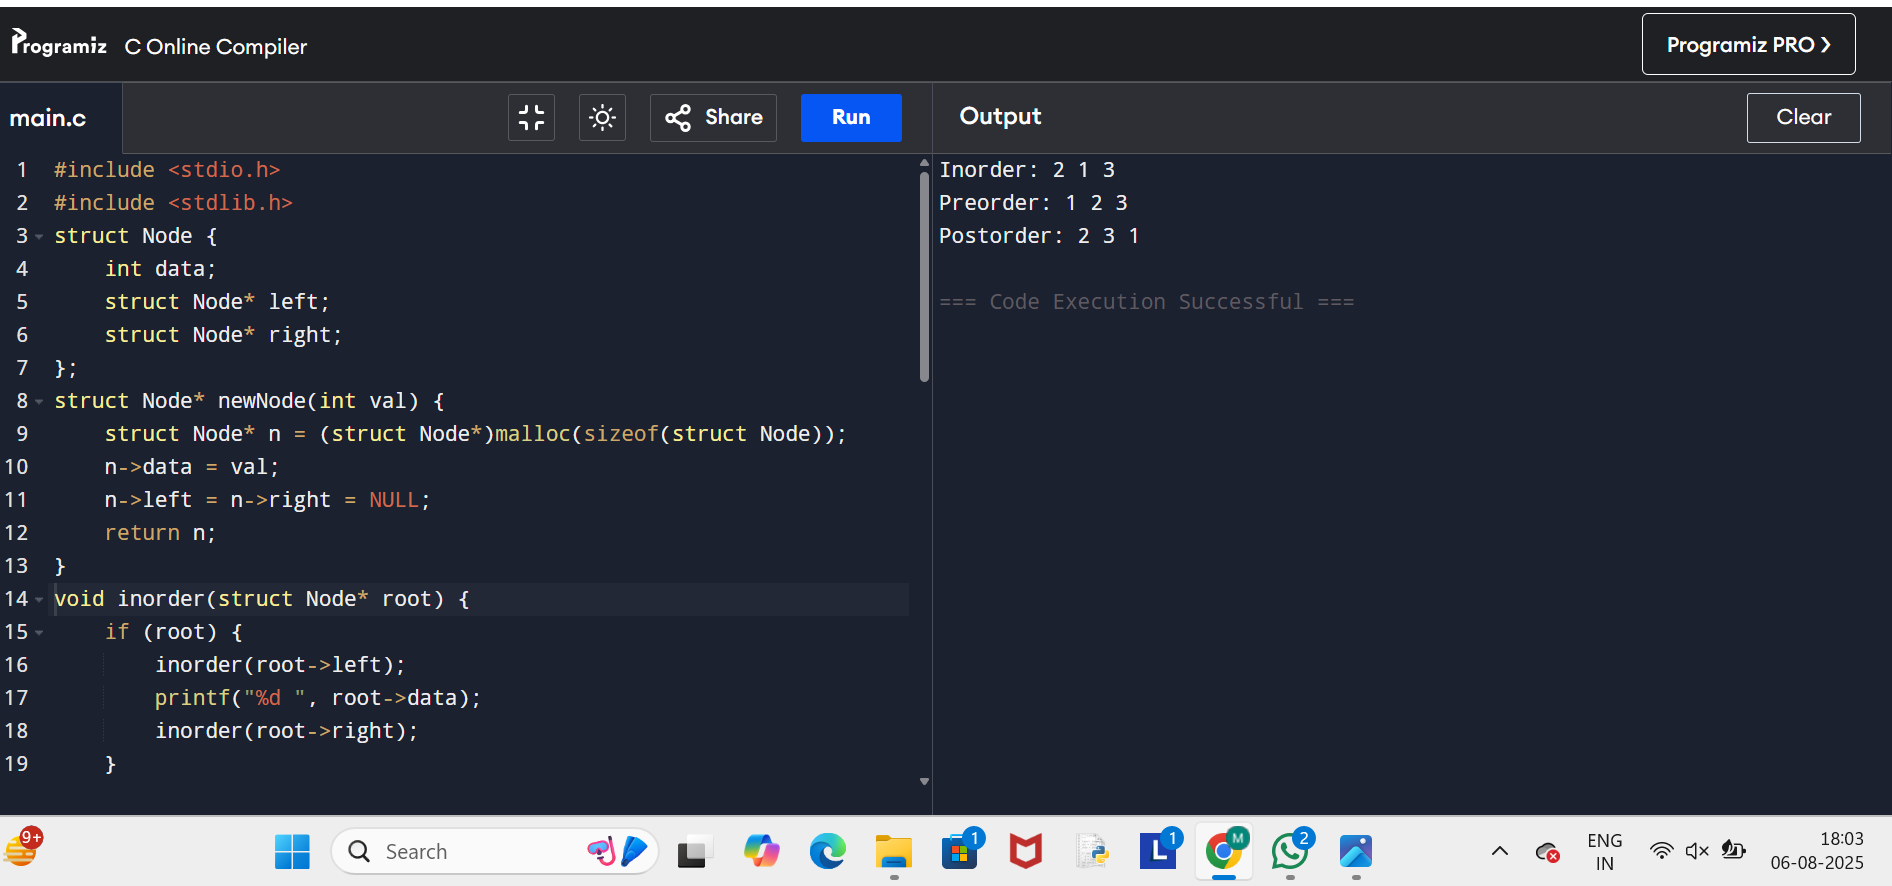 Programiz C Online Compiler
Programiz PRO ❯
main.c
Share
Run
Output
Clear
1 #include <stdio.h>
2 #include <stdlib.h>
3 struct Node {
4     int data;
5     struct Node* left;
6     struct Node* right;
7 };
8 struct Node* newNode(int val) {
9     struct Node* n = (struct Node*)malloc(sizeof(struct Node));
10     n->data = val;
11     n->left = n->right = NULL;
12     return n;
13 }
14 void inorder(struct Node* root) {
15     if (root) {
16         inorder(root->left);
17         printf("%d ", root->data);
18         inorder(root->right);
19     }
Inorder: 2 1 3
Preorder: 1 2 3
Postorder: 2 3 1
=== Code Execution Successful ===
9+
Search
1
L
1
M
2
ENG
IN
18:03
06-08-2025